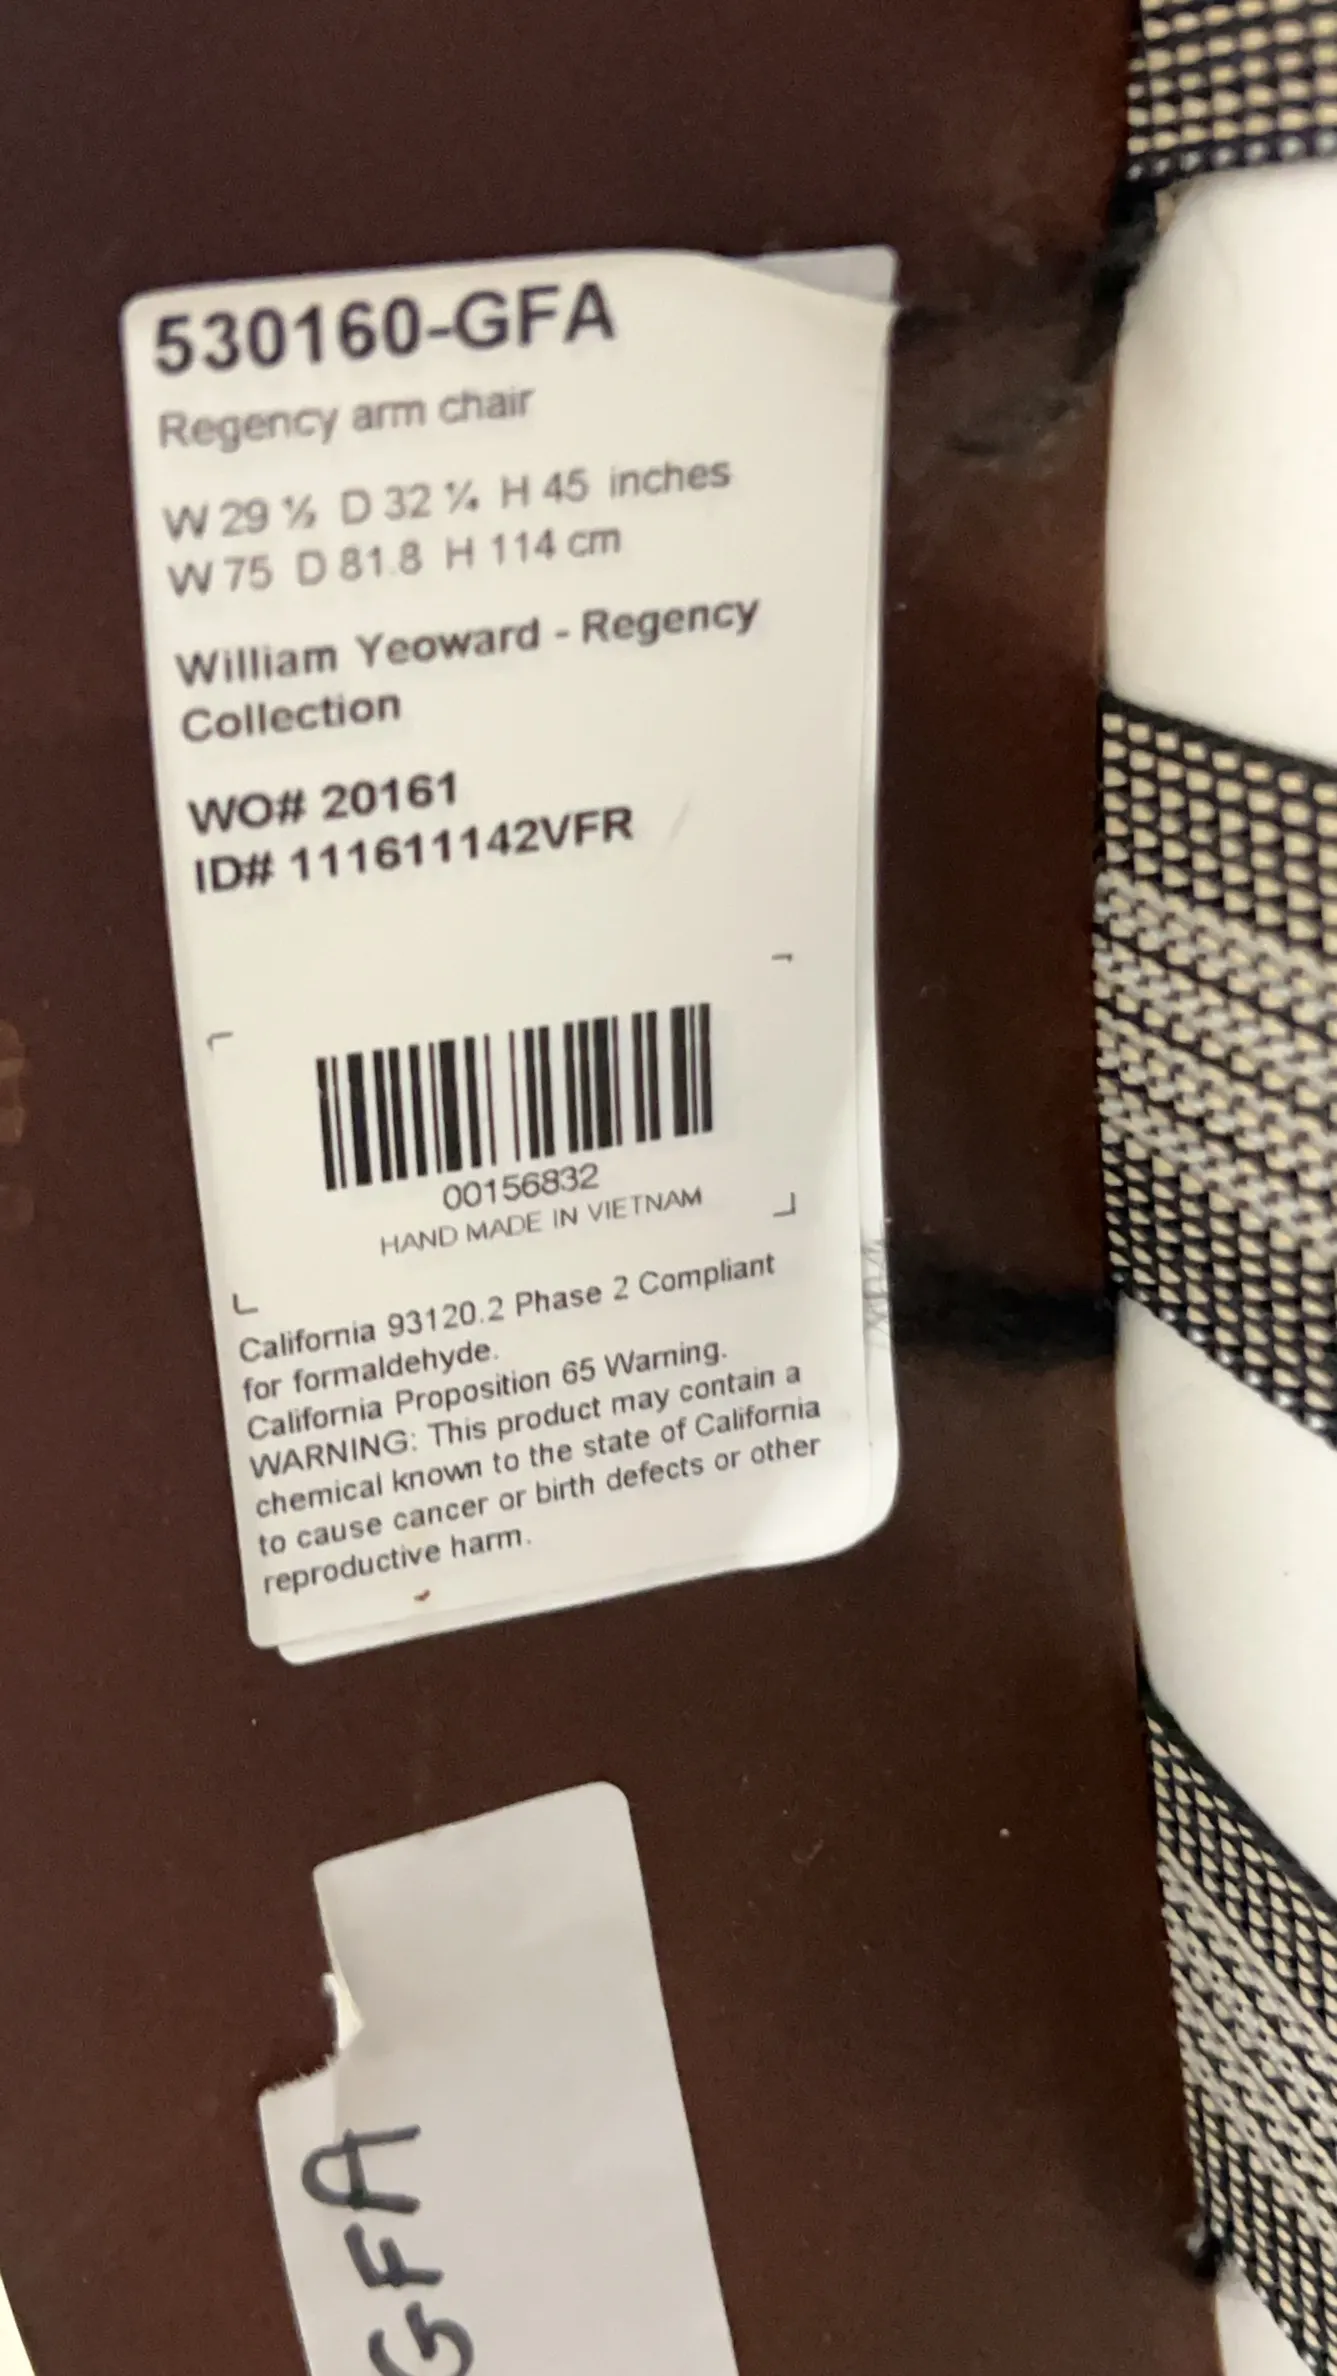 530160-GFA
Regency arm chair
W 29 ½ D 32 ¼ H 45 inches
W 75 D 81.8 H 114 cm
William Yeoward - Regency
Collection
WO# 20161
ID# 111611142VFR
00156832
HAND MADE IN VIETNAM
California 93120.2 Phase 2 Compliant
for formaldehyde.
California Proposition 65 Warning.
WARNING: This product may contain a
chemical known to the state of California
to cause cancer or birth defects or other
reproductive harm.
GFA